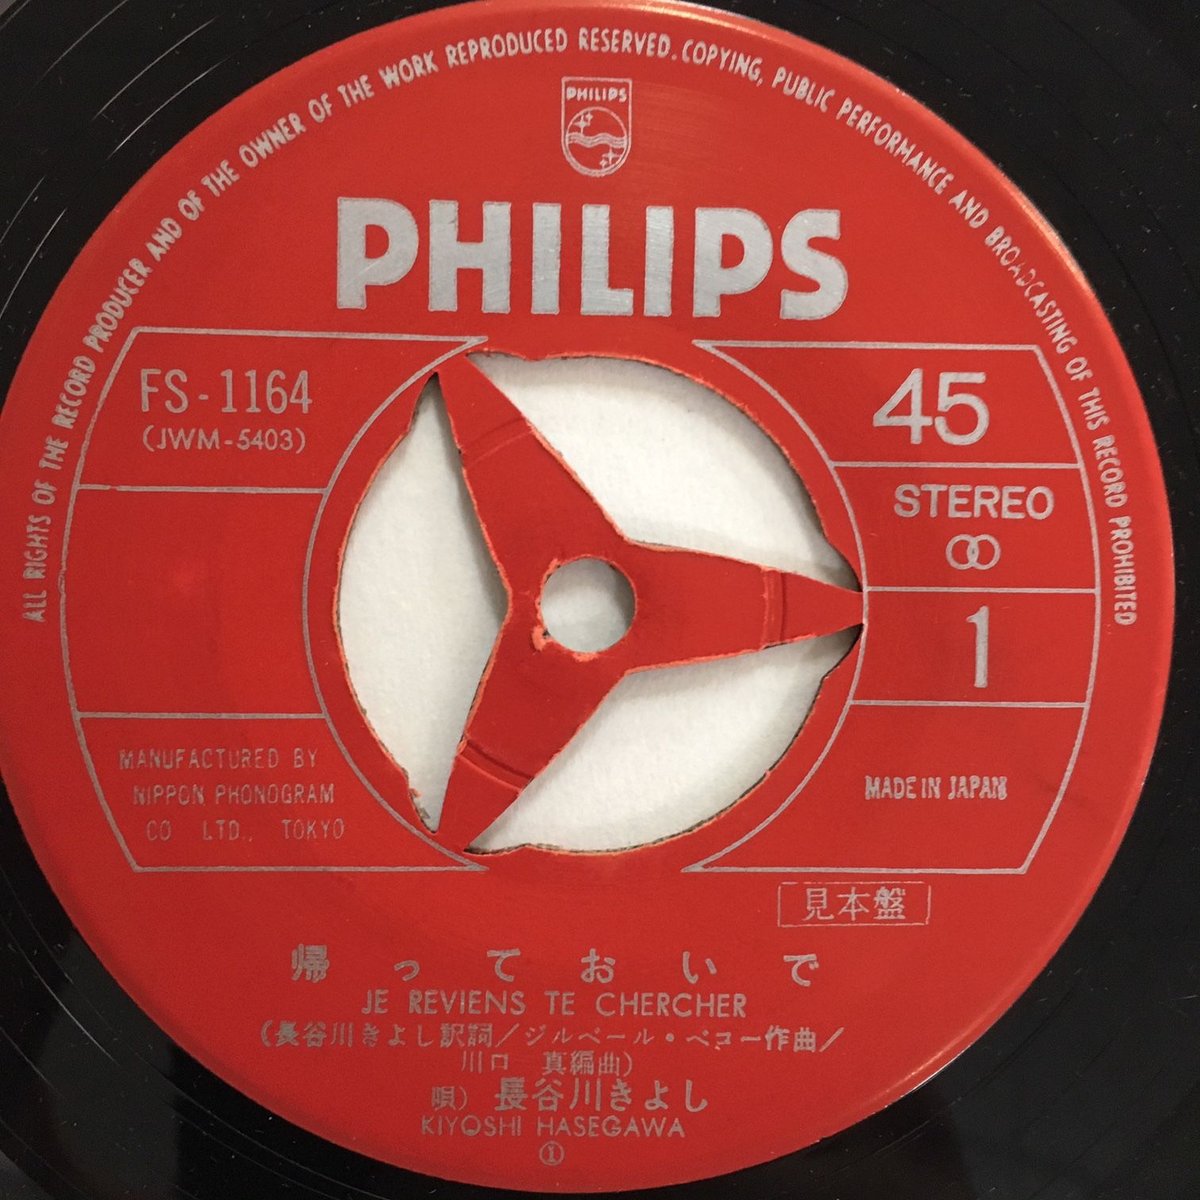 ALL RIGHTS OF THE RECORD PRODUCER AND OF THE OWNER OF THE WORK REPRODUCED RESERVED. COPYING, PUBLIC PERFORMANCE AND BROADCASTING OF THIS RECORD PROHIBITED
PHILIPS
PHILIPS
FS-1164
(JWM-5403)
45
STEREO
1
MANUFACTURED BY
NIPPON PHONOGRAM
CO LTD., TOKYO
MADE IN JAPAN
見本盤
帰っておいで
JE REVIENS TE CHERCHER
(長谷川きよし訳詞/ジルベール・ベコー作曲/
川口 真編曲)
唄) 長谷川きよし
KIYOSHI HASEGAWA
①